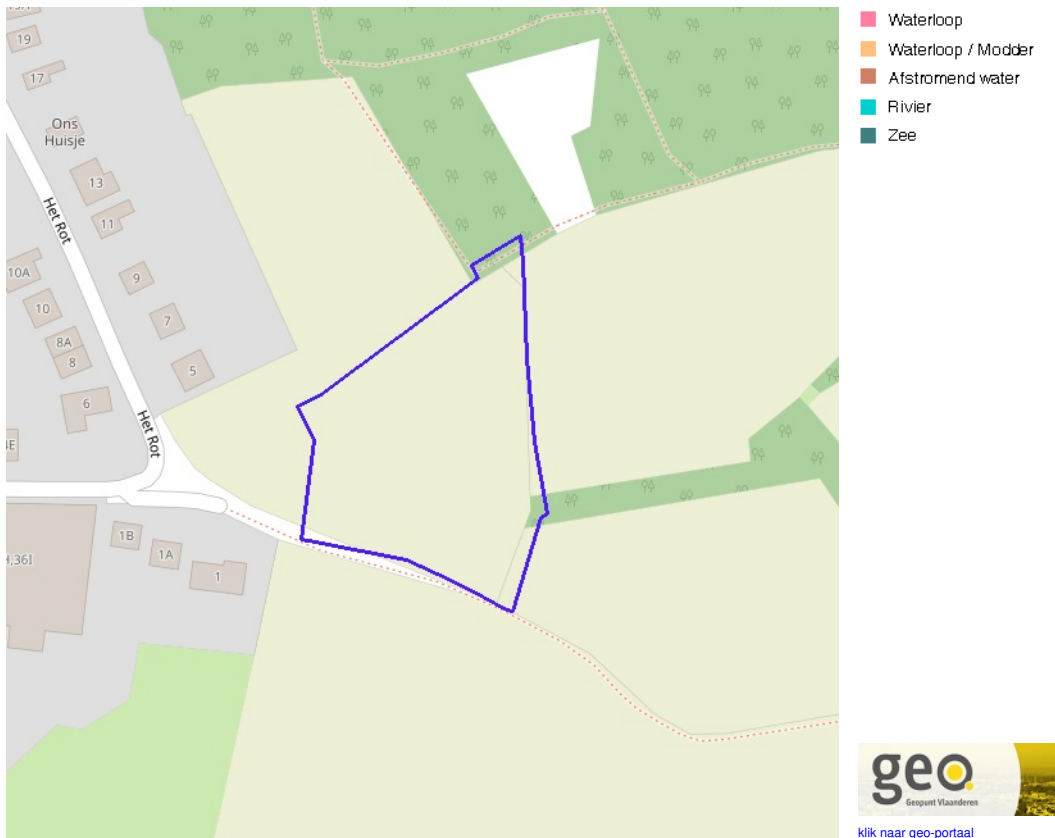 19
17
Ons
Huisje
13
11
Het Rot
10A
9
10
7
8A
8
5
6
Het Rot
1B
1A
1
Waterloop
Waterloop / Modder
Afstromend water
Rivier
Zee
geo.
Geopunt Vlaanderen
klik naar geo-portaal